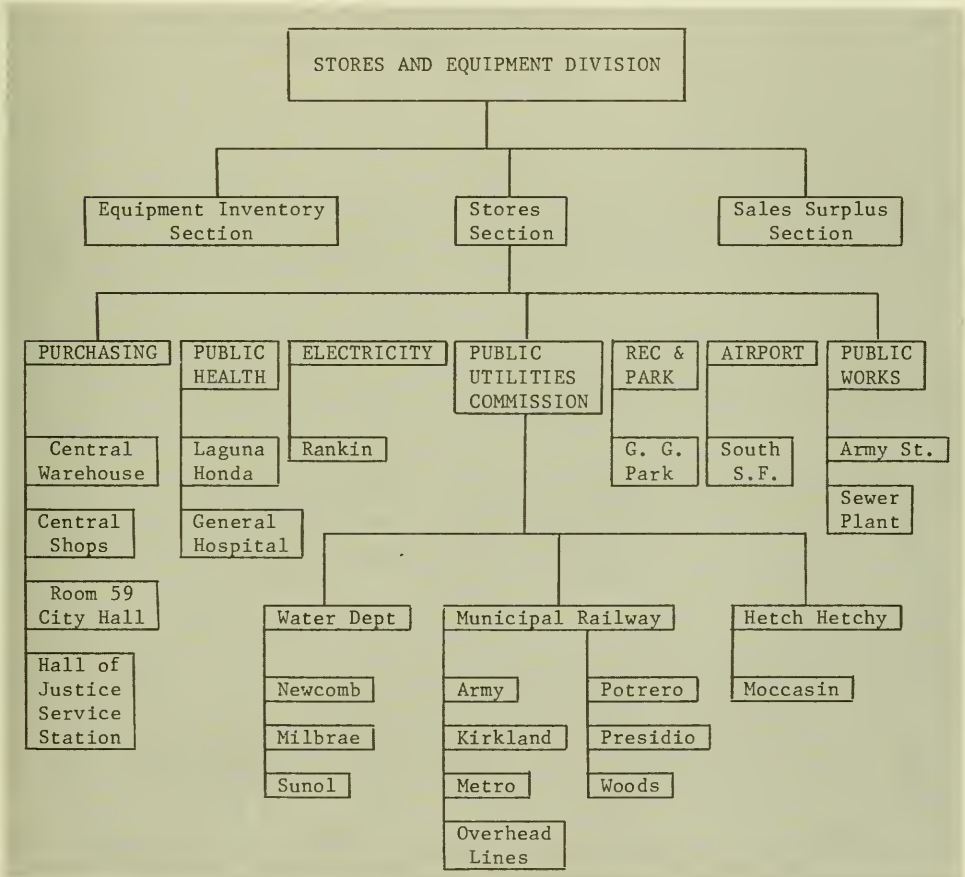 STORES AND EQUIPMENT DIVISION
Equipment Inventory
Section
Stores
Section
Sales Surplus
Section
PURCHASING
Central
Warehouse
Central
Shops
Room 59
City Hall
Hall of
Justice
Service
Station
PUBLIC
HEALTH
Laguna
Honda
General
Hospital
ELECTRICITY
Rankin
PUBLIC
UTILITIES
COMMISSION
Water Dept
Newcomb
Milbrae
Sunol
Municipal Railway
Army
Kirkland
Metro
Overhead
Lines
Potrero
Presidio
Woods
Hetch Hetchy
Moccasin
REC &
PARK
G. G.
Park
AIRPORT
South
S.F.
PUBLIC
WORKS
Army St.
Sewer
Plant